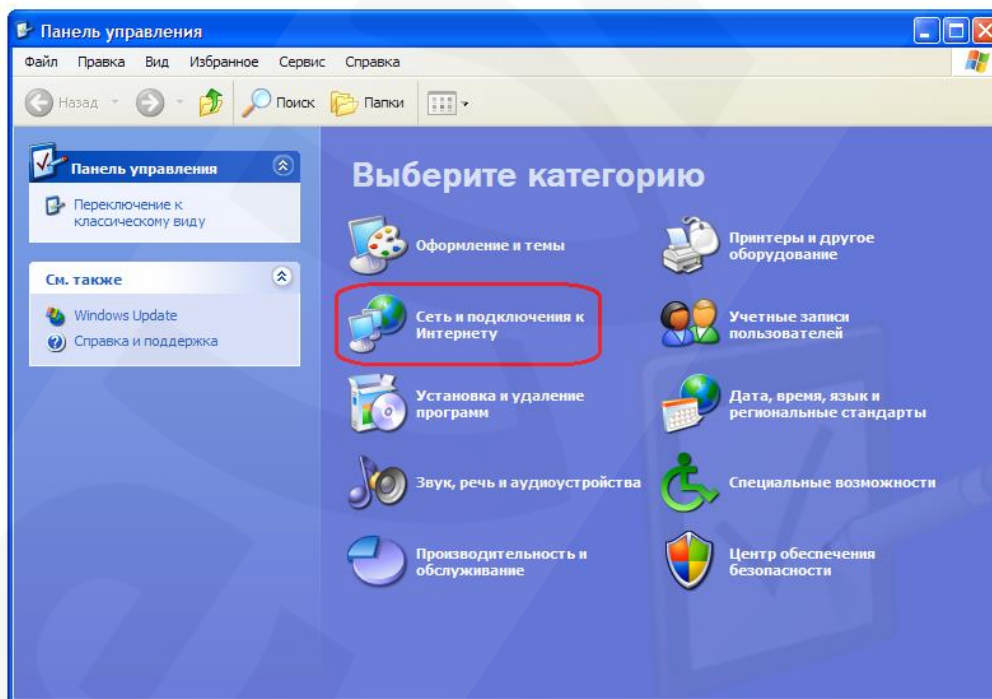 Панель управления
Файл Правка Вид Избранное Сервис Справка
Назад Поиск Папки
Панель управления
Переключение к
классическому виду
См. также
Windows Update
Справка и поддержка
Выберите категорию
Оформление и темы
Принтеры и другое
оборудование
Сеть и подключения к
Интернету
Учетные записи
пользователей
Установка и удаление
программ
Дата, время, язык и
региональные стандарты
Звук, речь и аудиоустройства
Специальные возможности
Производительность и
обслуживание
Центр обеспечения
безопасности